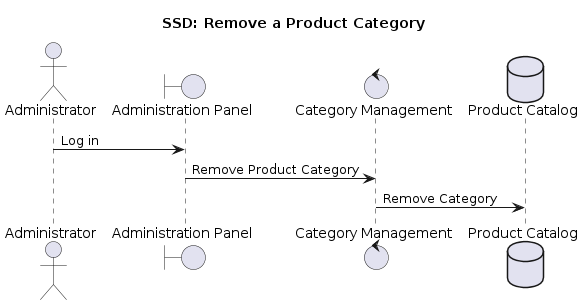 SSD: Remove a Product Category
Administrator Administration Panel Category Management Product Catalog
Log in
Remove Product Category
Remove Category
Administrator Administration Panel Category Management Product Catalog